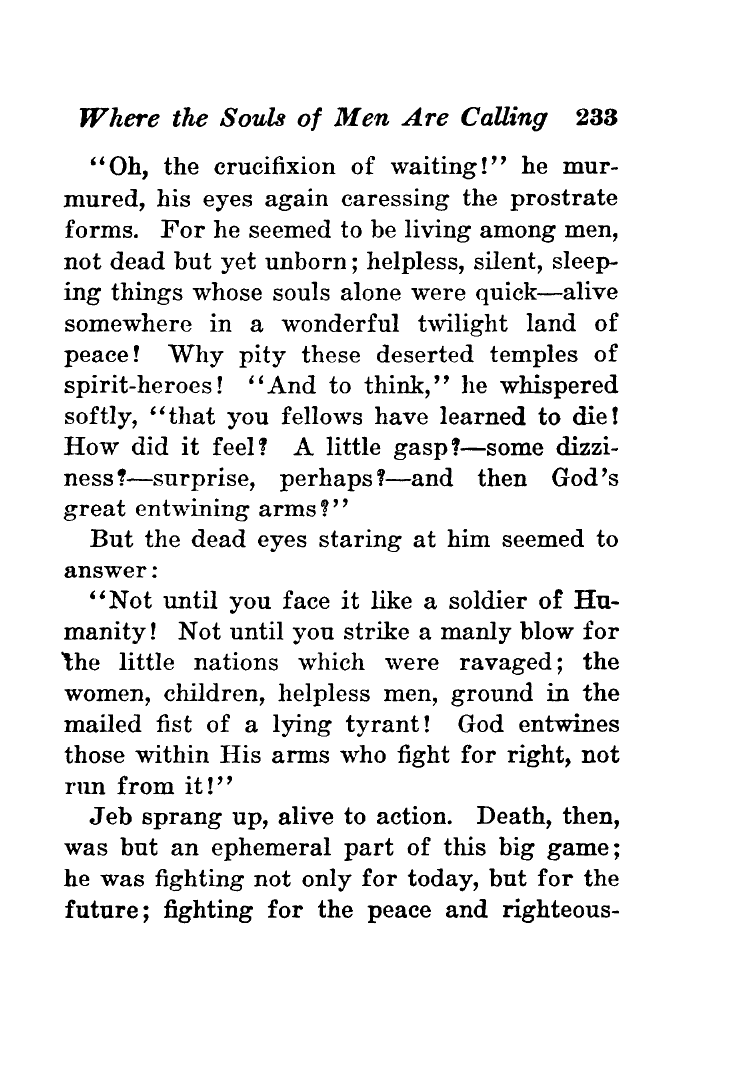 Where the Souls of Men Are Calling 233
"Oh, the crucifixion of waiting!" he mur-
mured, his eyes again caressing the prostrate
forms. For he seemed to be living among men,
not dead but yet unborn; helpless, silent, sleep-
ing things whose souls alone were quick—alive
somewhere in a wonderful twilight land of
peace! Why pity these deserted temples of
spirit-heroes! "And to think," he whispered
softly, "that you fellows have learned to die!
How did it feel? A little gasp?—some dizzi-
ness?—surprise, perhaps?—and then God's
great entwining arms?"
But the dead eyes staring at him seemed to
answer:
"Not until you face it like a soldier of Hu-
manity! Not until you strike a manly blow for
the little nations which were ravaged; the
women, children, helpless men, ground in the
mailed fist of a lying tyrant! God entwines
those within His arms who fight for right, not
run from it!"
Jeb sprang up, alive to action. Death, then,
was but an ephemeral part of this big game;
he was fighting not only for today, but for the
future; fighting for the peace and righteous-